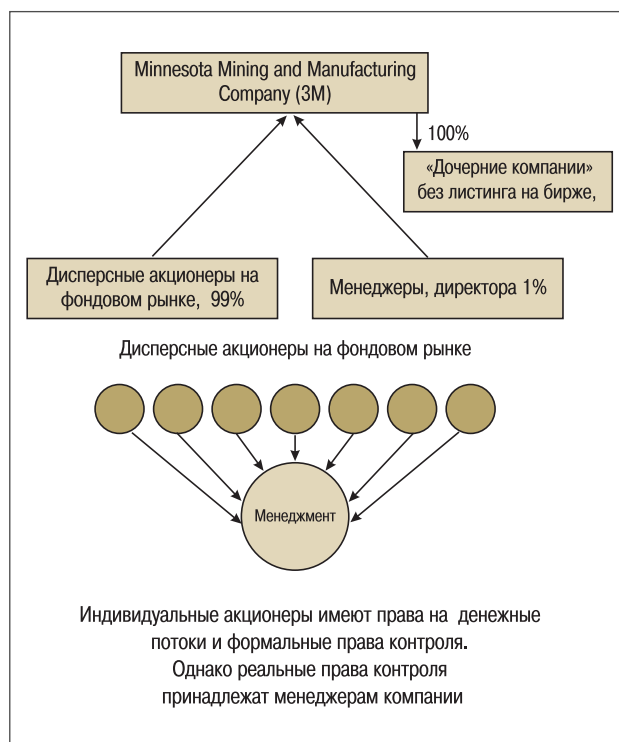 Minnesota Mining and Manufacturing
Company (3M)
100%
«Дочерние компании»
без листинга на бирже,
Дисперсные акционеры на
фондовом рынке, 99%
Менеджеры, директора 1%
Дисперсные акционеры на фондовом рынке
Менеджмент
Индивидуальные акционеры имеют права на денежные
потоки и формальные права контроля.
Однако реальные права контроля
принадлежат менеджерам компании